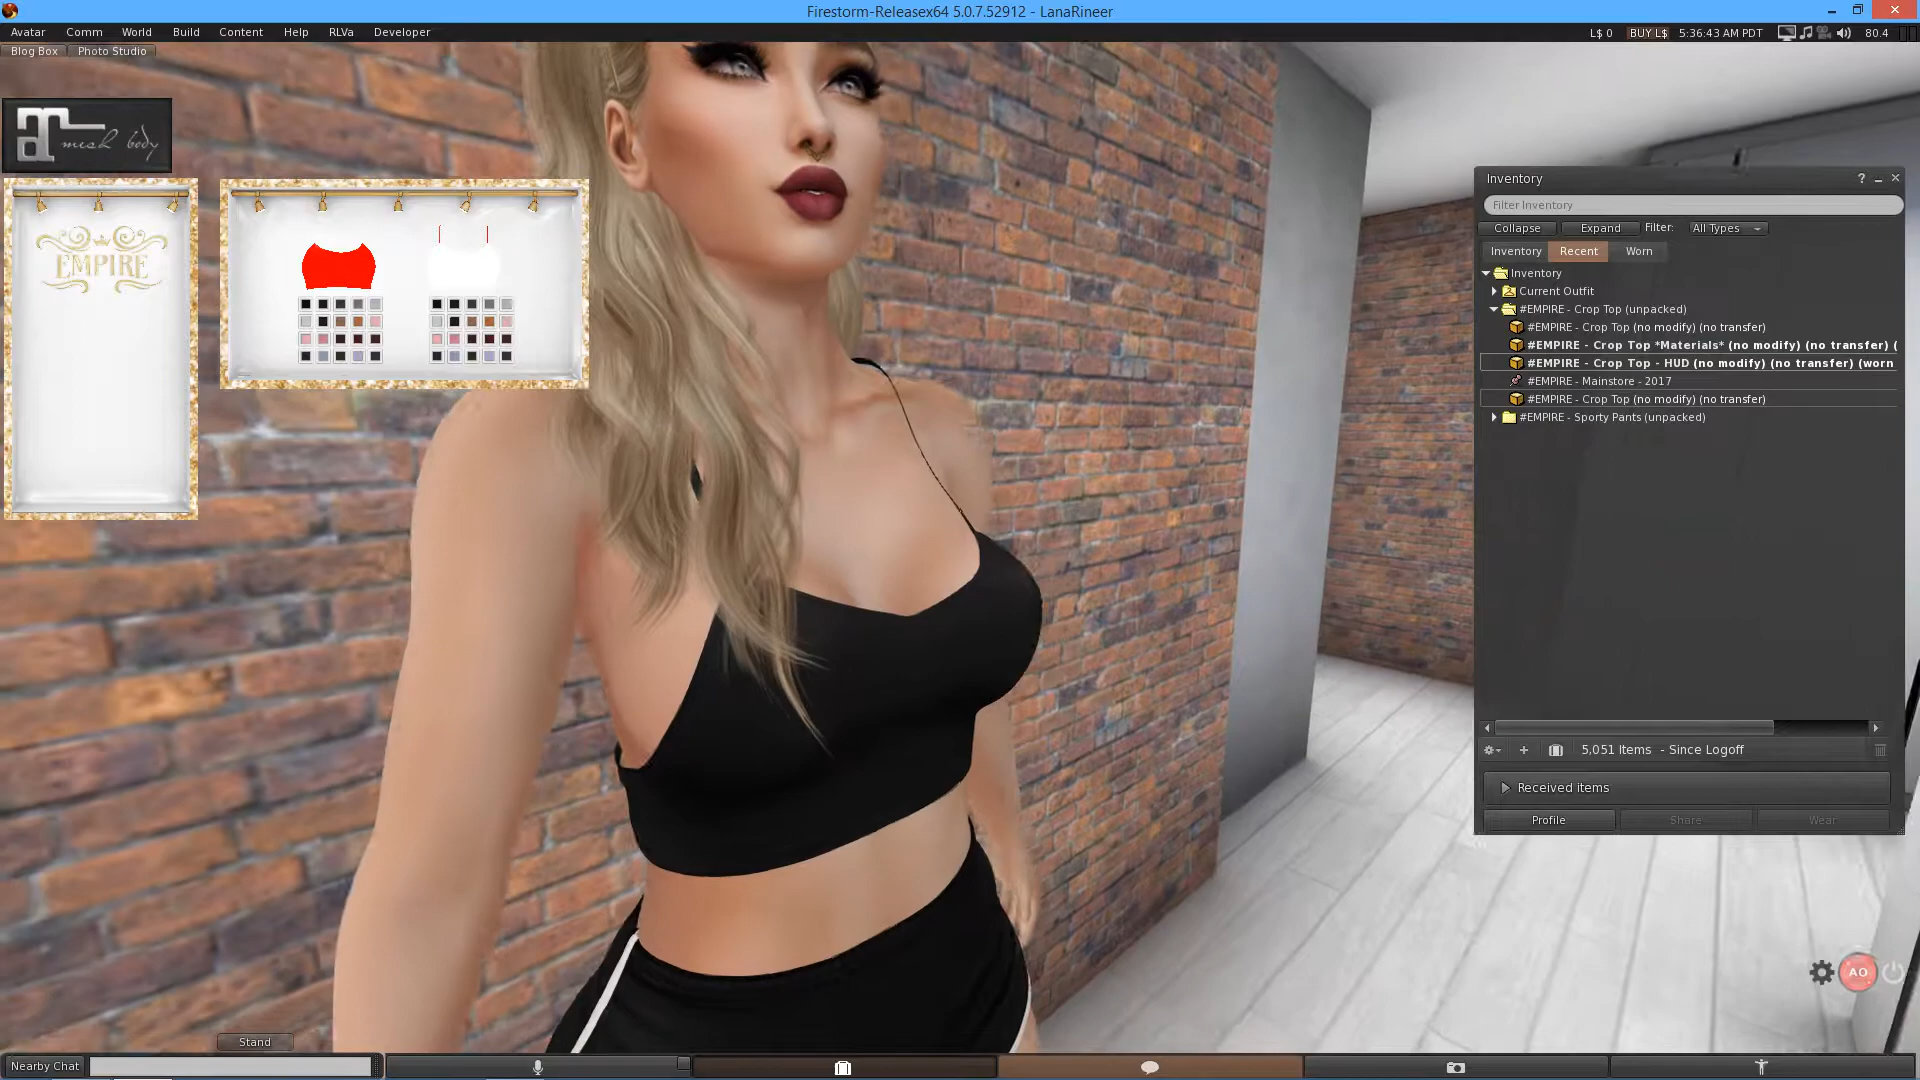 Firestorm-Releasex64 5.0.7.52912 - LanaRineer
Avatar Comm World Build Content Help RLVa Developer
L$ 0 BUY L$ 5:36:43 AM PDT 80.4
Blog Box Photo Studio
mesh body
EMPIRE
Inventory ?
Filter Inventory
Collapse Expand Filter: All Types
Inventory Recent Worn
Inventory
Current Outfit
#EMPIRE - Crop Top (unpacked)
#EMPIRE - Crop Top (no modify) (no transfer)
#EMPIRE - Crop Top *Materials* (no modify) (no transfer) (
#EMPIRE - Crop Top - HUD (no modify) (no transfer) (worn
#EMPIRE - Mainstore - 2017
#EMPIRE - Crop Top (no modify) (no transfer)
#EMPIRE - Sporty Pants (unpacked)
5,051 Items - Since Logoff
Received items
Profile Share Wear
AO
Stand
Nearby Chat